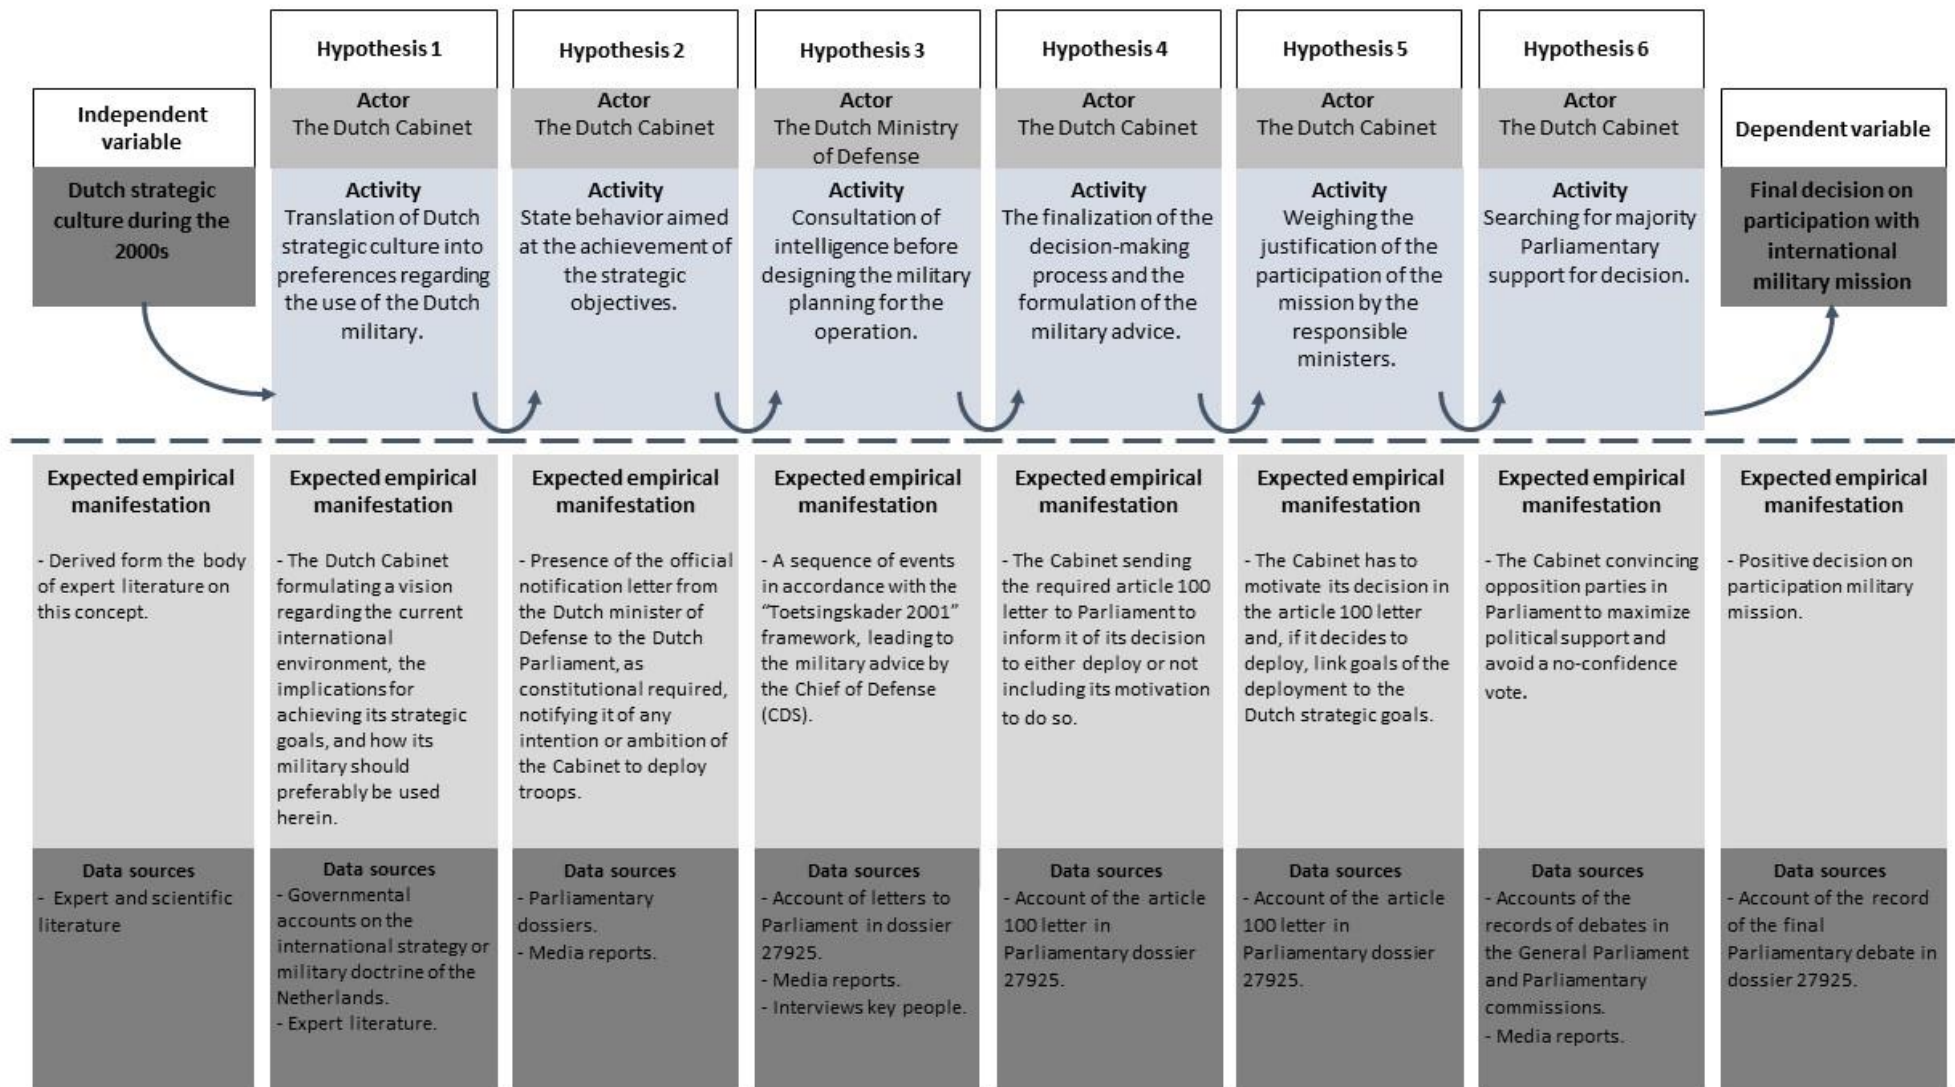 Independent
variable
Dutch strategic
culture during the
2000s
Hypothesis 1
Actor
The Dutch Cabinet
Activity
Translation of Dutch
strategic culture into
preferences regarding
the use of the Dutch
military.
Hypothesis 2
Actor
The Dutch Cabinet
Activity
State behavior aimed
at the achievement of
the strategic
objectives.
Hypothesis 3
Actor
The Dutch Ministry
of Defense
Activity
Consultation of
intelligence before
designing the military
planning for the
operation.
Hypothesis 4
Actor
The Dutch Cabinet
Activity
The finalization of the
decision-making
process and the
formulation of the
military advice.
Hypothesis 5
Actor
The Dutch Cabinet
Activity
Weighing the
justification of the
participation of the
mission by the
responsible
ministers.
Hypothesis 6
Actor
The Dutch Cabinet
Activity
Searching for majority
Parliamentary
support for decision.
Dependent variable
Final decision on
participation with
international
military mission
Expected empirical
manifestation
- Derived form the body
of expert literature on
this concept.
Data sources
- Expert and scientific
literature
Expected empirical
manifestation
- The Dutch Cabinet
formulating a vision
regarding the current
international
environment, the
implications for
achieving its strategic
goals, and how its
military should
preferably be used
herein.
Data sources
- Governmental
accounts on the
international strategy or
military doctrine of the
Netherlands.
- Expert literature.
Expected empirical
manifestation
- Presence of the official
notification letter from
the Dutch minister of
Defense to the Dutch
Parliament, as
constitutional required,
notifying it of any
intention or ambition of
the Cabinet to deploy
troops.
Data sources
- Parliamentary
dossiers.
- Media reports.
Expected empirical
manifestation
- A sequence of events
in accordance with the
“Toetsingskader 2001”
framework, leading to
the military advice by
the Chief of Defense
(CDS).
Data sources
- Account of letters to
Parliament in dossier
27925.
- Media reports.
- Interviews key people.
Expected empirical
manifestation
- The Cabinet sending
the required article 100
letter to Parliament to
inform it of its decision
to either deploy or not
including its motivation
to do so.
Data sources
- Account of the article
100 letter in
Parliamentary dossier
27925.
Expected empirical
manifestation
- The Cabinet has to
motivate its decision in
the article 100 letter
and, if it decides to
deploy, link goals of the
deployment to the
Dutch strategic goals.
Data sources
- Account of the article
100 letter in
Parliamentary dossier
27925.
Expected empirical
manifestation
- The Cabinet convincing
opposition parties in
Parliament to maximize
political support and
avoid a no-confidence
vote.
Data sources
- Accounts of the
records of debates in
the General Parliament
and Parliamentary
commissions.
- Media reports.
Expected empirical
manifestation
- Positive decision on
participation military
mission.
Data sources
- Account of the record
of the final
Parliamentary debate in
dossier 27925.